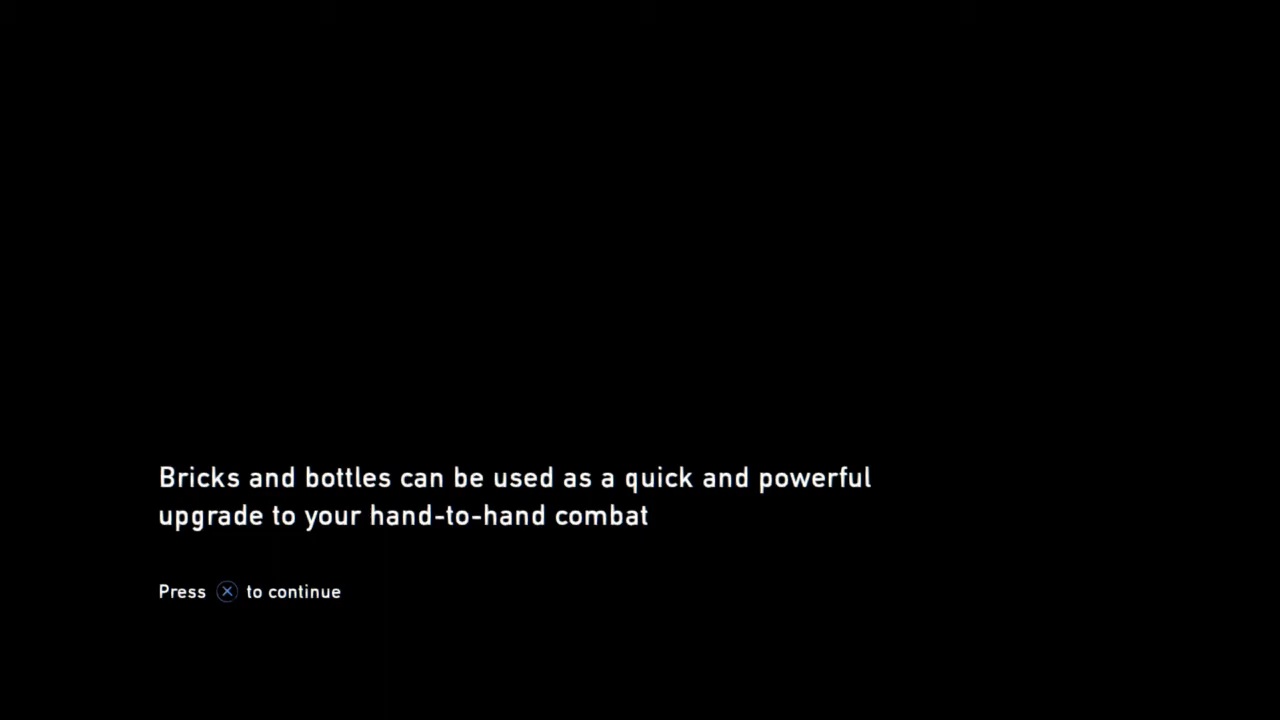 Bricks and bottles can be used as a quick and powerful
upgrade to your hand-to-hand combat
Press ⓧ to continue